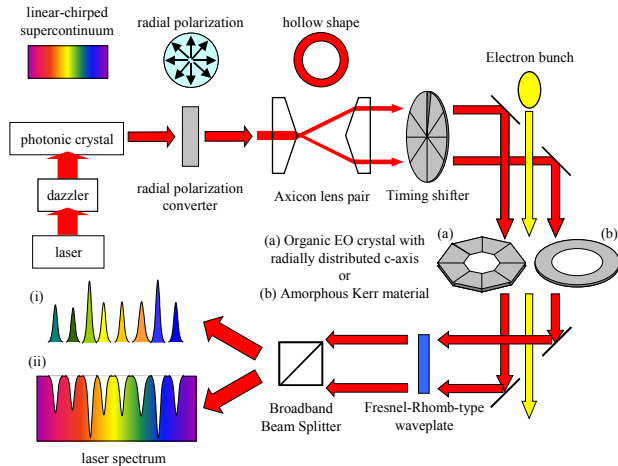 linear-chirped
supercontinuum
radial polarization
hollow shape
Electron bunch
photonic crystal
dazzler
laser
radial polarization
converter
Axicon lens pair
Timing shifter
(a) Organic EO crystal with
radially distributed c-axis
or
(b) Amorphous Kerr material
(a)
(b)
(i)
(ii)
laser spectrum
Broadband
Beam Splitter
Fresnel-Rhomb-type
waveplate